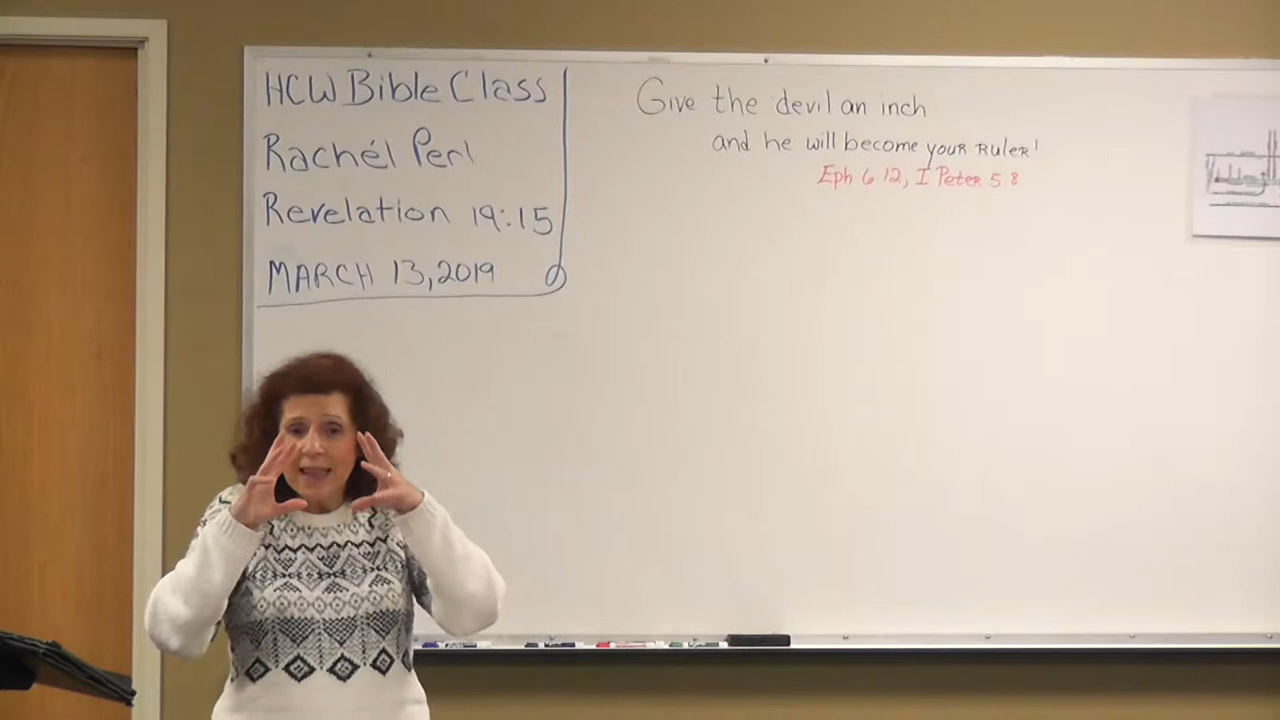 HCW Bible Class
Rachél Perl
Revelation 19:15
MARCH 13, 2019
Give the devil an inch
and he will become your RULER!
Eph 6 12, I Peter 5 8